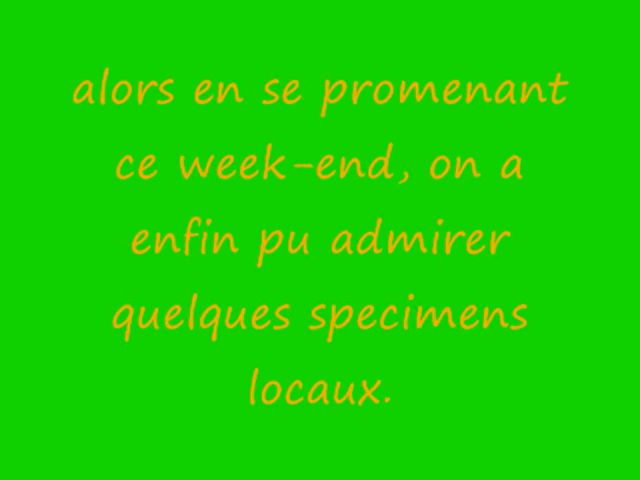 alors en se promenant
ce week-end, on a
enfin pu admirer
quelques specimens
locaux.